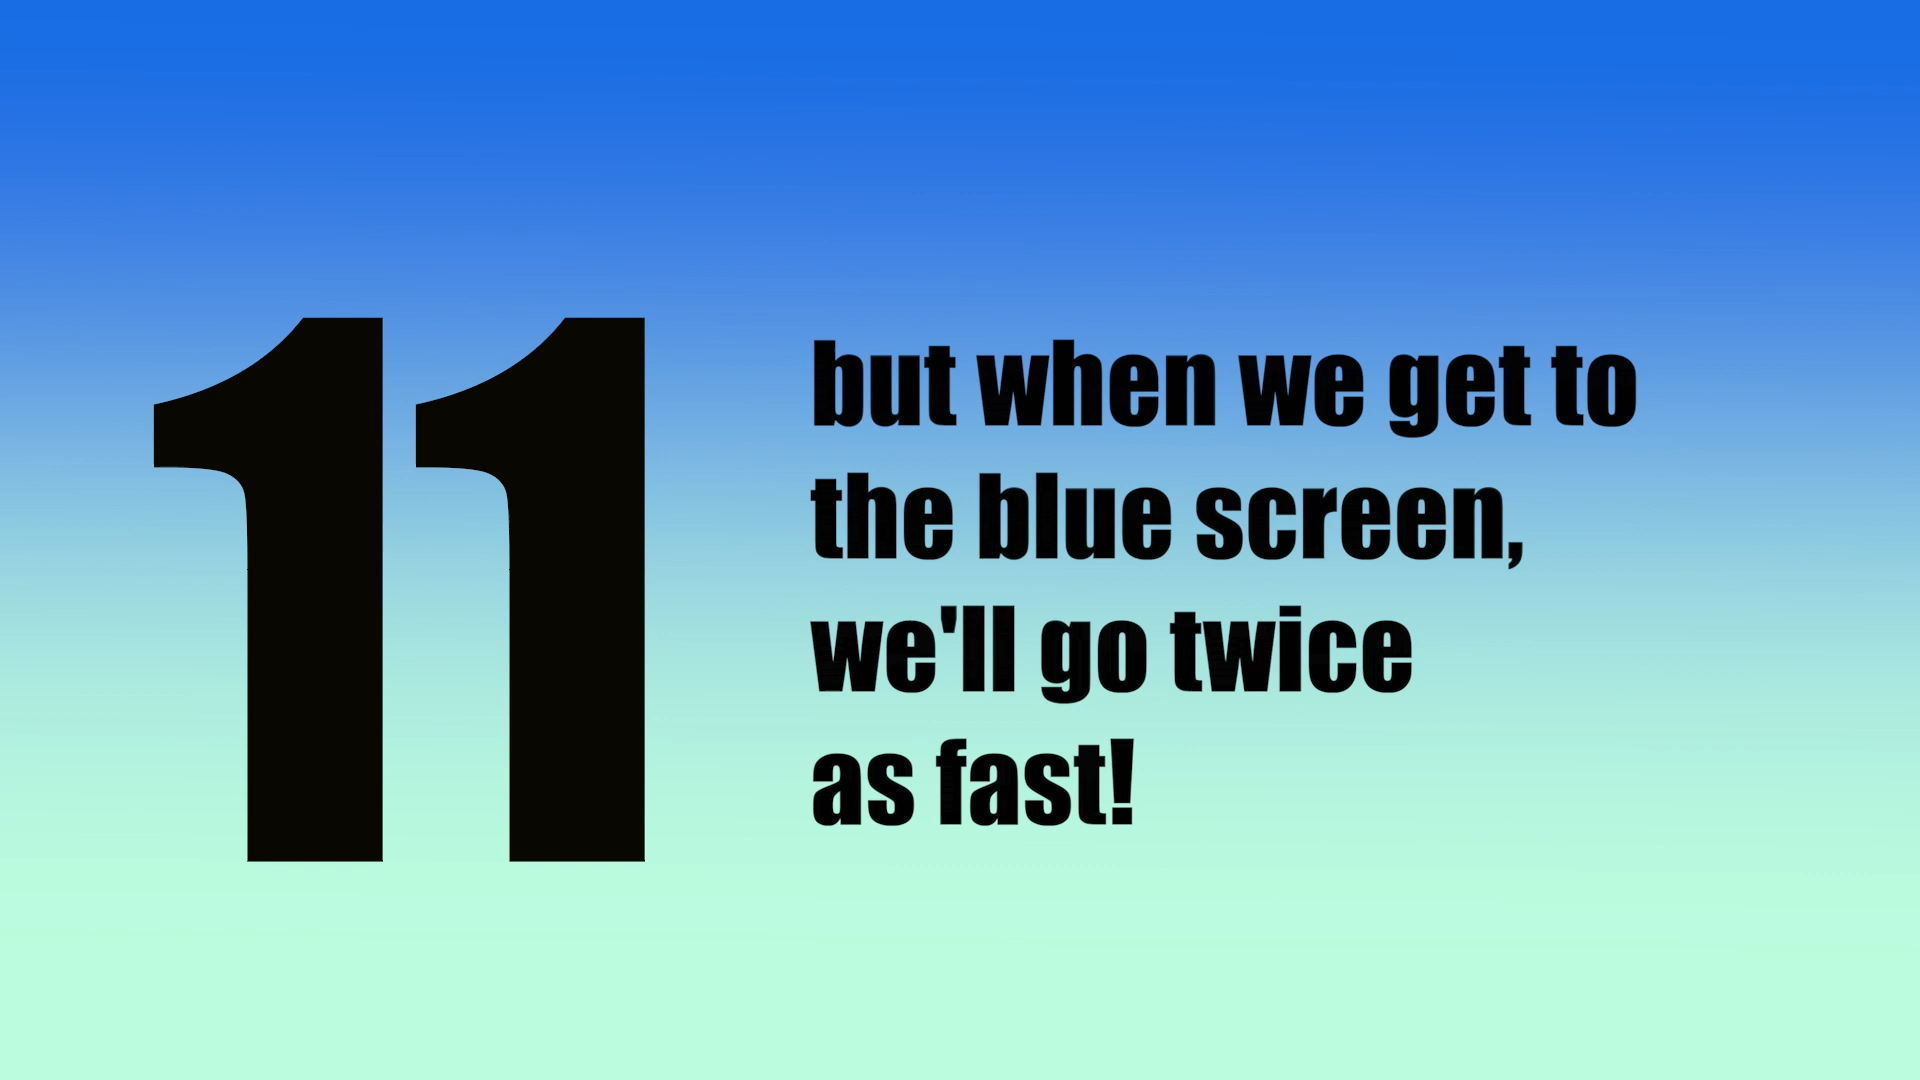 11
but when we get to
the blue screen,
we'll go twice
as fast!